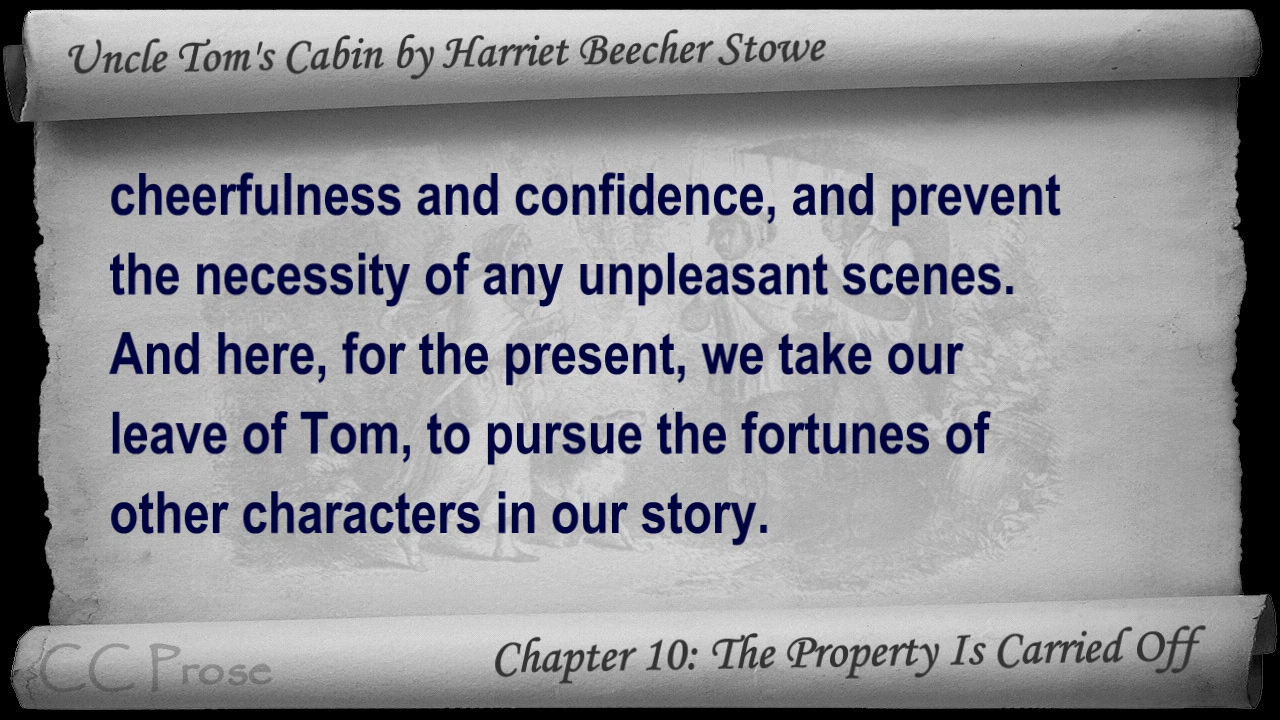 Uncle Tom's Cabin by Harriet Beecher Stowe
cheerfulness and confidence, and prevent
the necessity of any unpleasant scenes.
And here, for the present, we take our
leave of Tom, to pursue the fortunes of
other characters in our story.
CC Prose
Chapter 10: The Property Is Carried Off